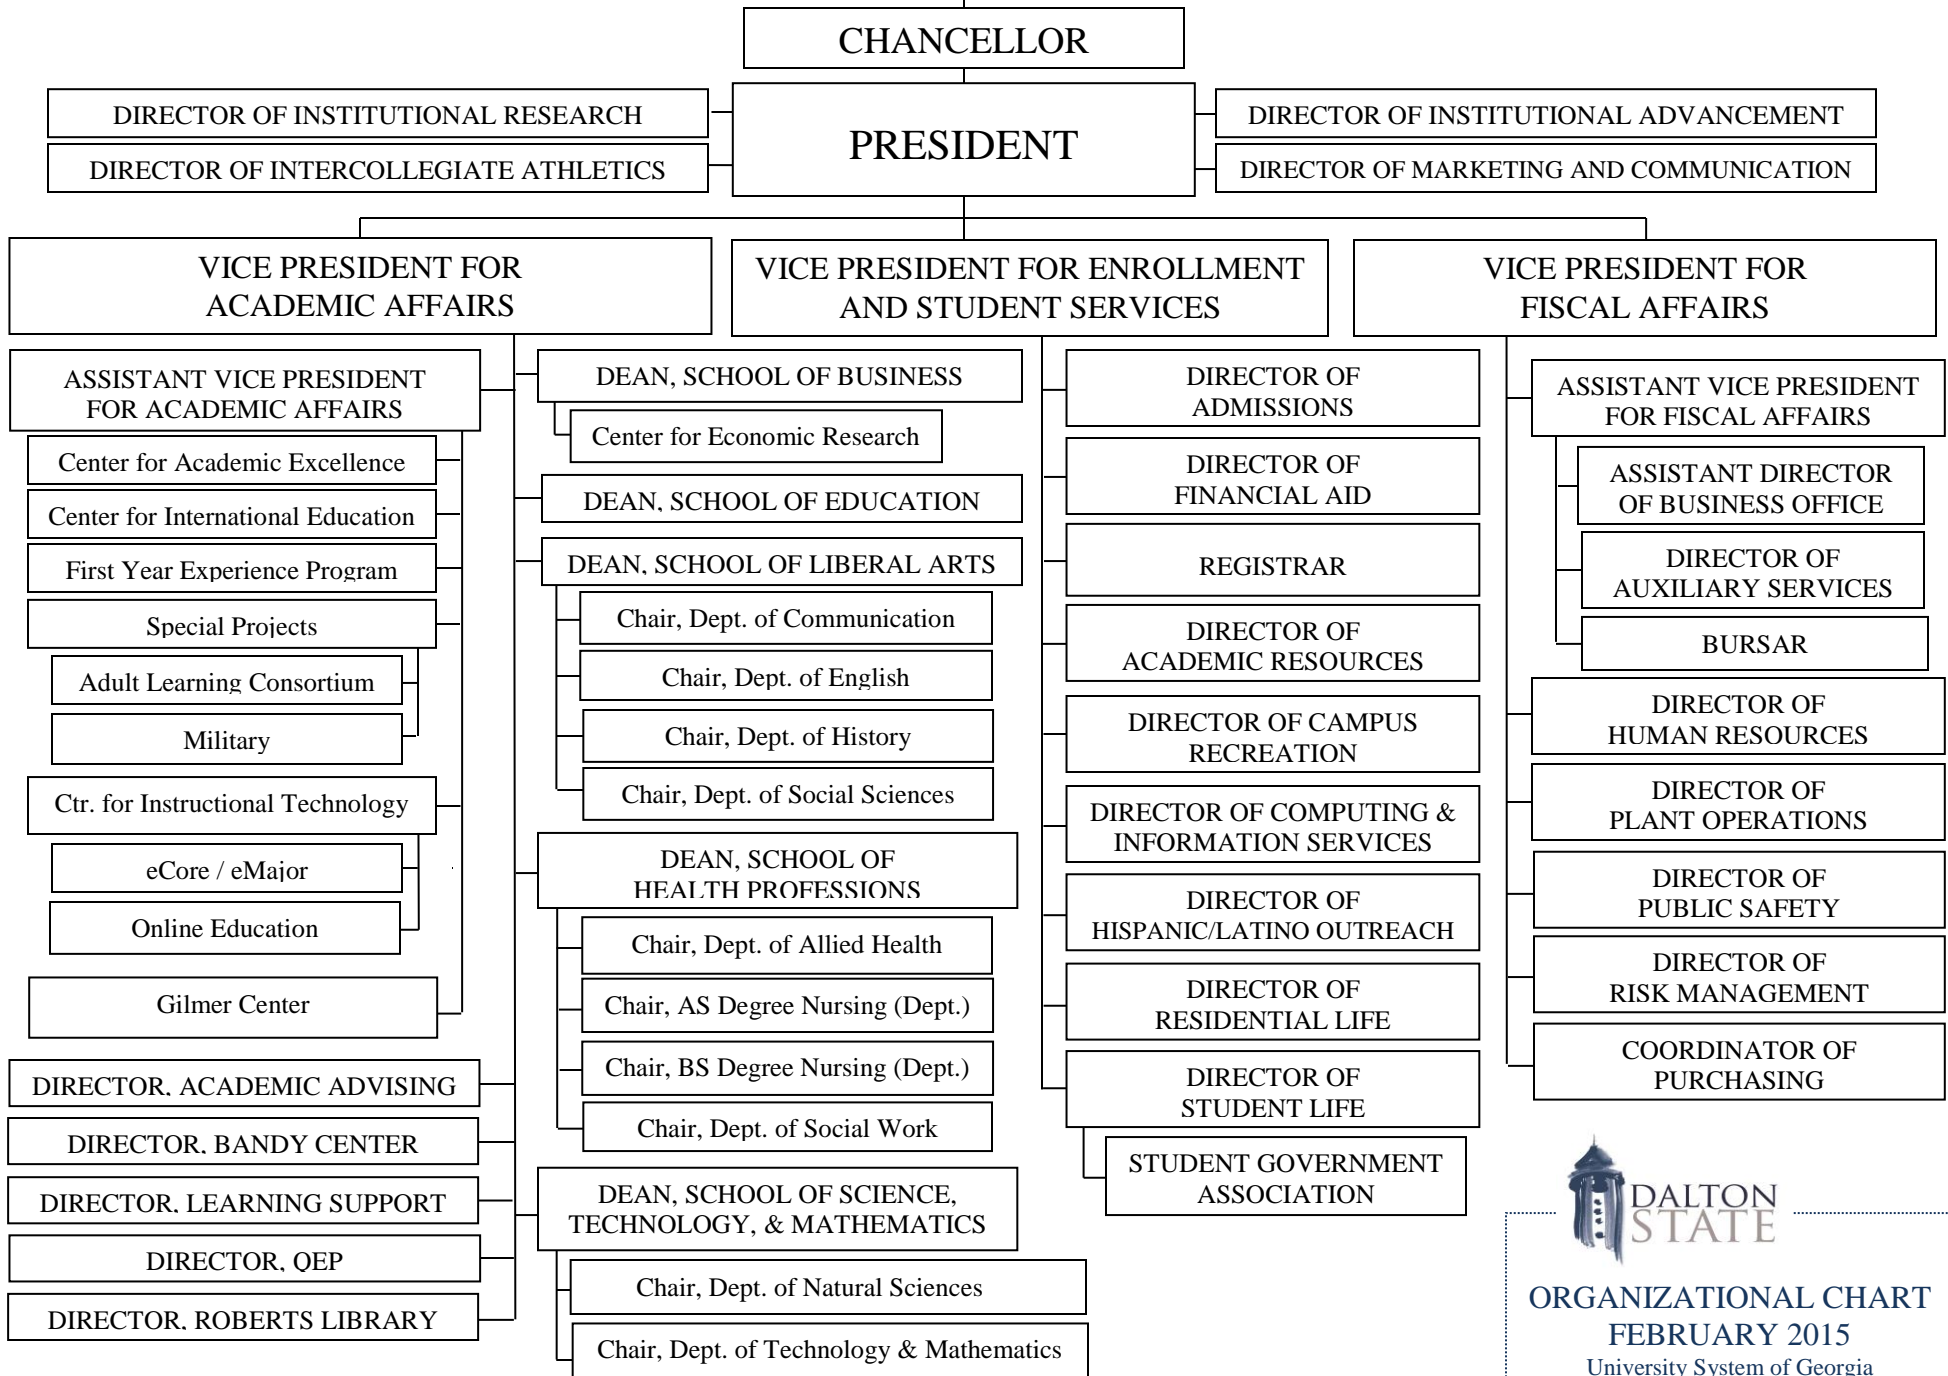 CHANCELLOR
DIRECTOR OF INSTITUTIONAL RESEARCH
DIRECTOR OF INTERCOLLEGIATE ATHLETICS
PRESIDENT
DIRECTOR OF INSTITUTIONAL ADVANCEMENT
DIRECTOR OF MARKETING AND COMMUNICATION
VICE PRESIDENT FOR
ACADEMIC AFFAIRS
ASSISTANT VICE PRESIDENT
FOR ACADEMIC AFFAIRS
Center for Academic Excellence
Center for International Education
First Year Experience Program
Special Projects
Adult Learning Consortium
Military
Ctr. for Instructional Technology
eCore / eMajor
Online Education
Gilmer Center
DIRECTOR, ACADEMIC ADVISING
DIRECTOR, BANDY CENTER
DIRECTOR, LEARNING SUPPORT
DIRECTOR, QEP
DIRECTOR, ROBERTS LIBRARY
DEAN, SCHOOL OF BUSINESS
Center for Economic Research
DEAN, SCHOOL OF EDUCATION
DEAN, SCHOOL OF LIBERAL ARTS
Chair, Dept. of Communication
Chair, Dept. of English
Chair, Dept. of History
Chair, Dept. of Social Sciences
DEAN, SCHOOL OF
HEALTH PROFESSIONS
Chair, Dept. of Allied Health
Chair, AS Degree Nursing (Dept.)
Chair, BS Degree Nursing (Dept.)
Chair, Dept. of Social Work
DEAN, SCHOOL OF SCIENCE,
TECHNOLOGY, & MATHEMATICS
Chair, Dept. of Natural Sciences
Chair, Dept. of Technology & Mathematics
VICE PRESIDENT FOR ENROLLMENT
AND STUDENT SERVICES
DIRECTOR OF
ADMISSIONS
DIRECTOR OF
FINANCIAL AID
REGISTRAR
DIRECTOR OF
ACADEMIC RESOURCES
DIRECTOR OF CAMPUS
RECREATION
DIRECTOR OF COMPUTING &
INFORMATION SERVICES
DIRECTOR OF
HISPANIC/LATINO OUTREACH
DIRECTOR OF
RESIDENTIAL LIFE
DIRECTOR OF
STUDENT LIFE
STUDENT GOVERNMENT
ASSOCIATION
VICE PRESIDENT FOR
FISCAL AFFAIRS
ASSISTANT VICE PRESIDENT
FOR FISCAL AFFAIRS
ASSISTANT DIRECTOR
OF BUSINESS OFFICE
DIRECTOR OF
AUXILIARY SERVICES
BURSAR
DIRECTOR OF
HUMAN RESOURCES
DIRECTOR OF
PLANT OPERATIONS
DIRECTOR OF
PUBLIC SAFETY
DIRECTOR OF
RISK MANAGEMENT
COORDINATOR OF
PURCHASING
DALTON
STATE
ORGANIZATIONAL CHART
FEBRUARY 2015
University System of Georgia